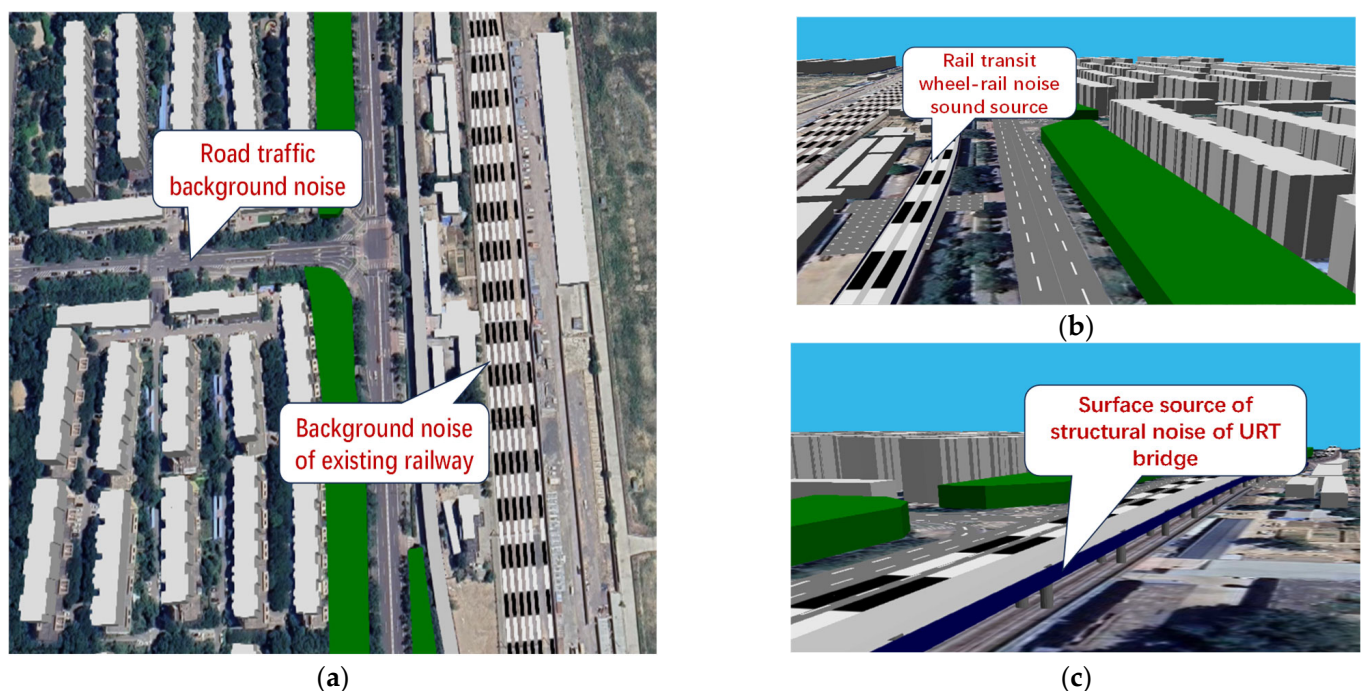 Road traffic
background noise
Background noise
of existing railway
(a)
Rail transit
wheel-rail noise
sound source
(b)
Surface source of
structural noise of URT
bridge
(c)